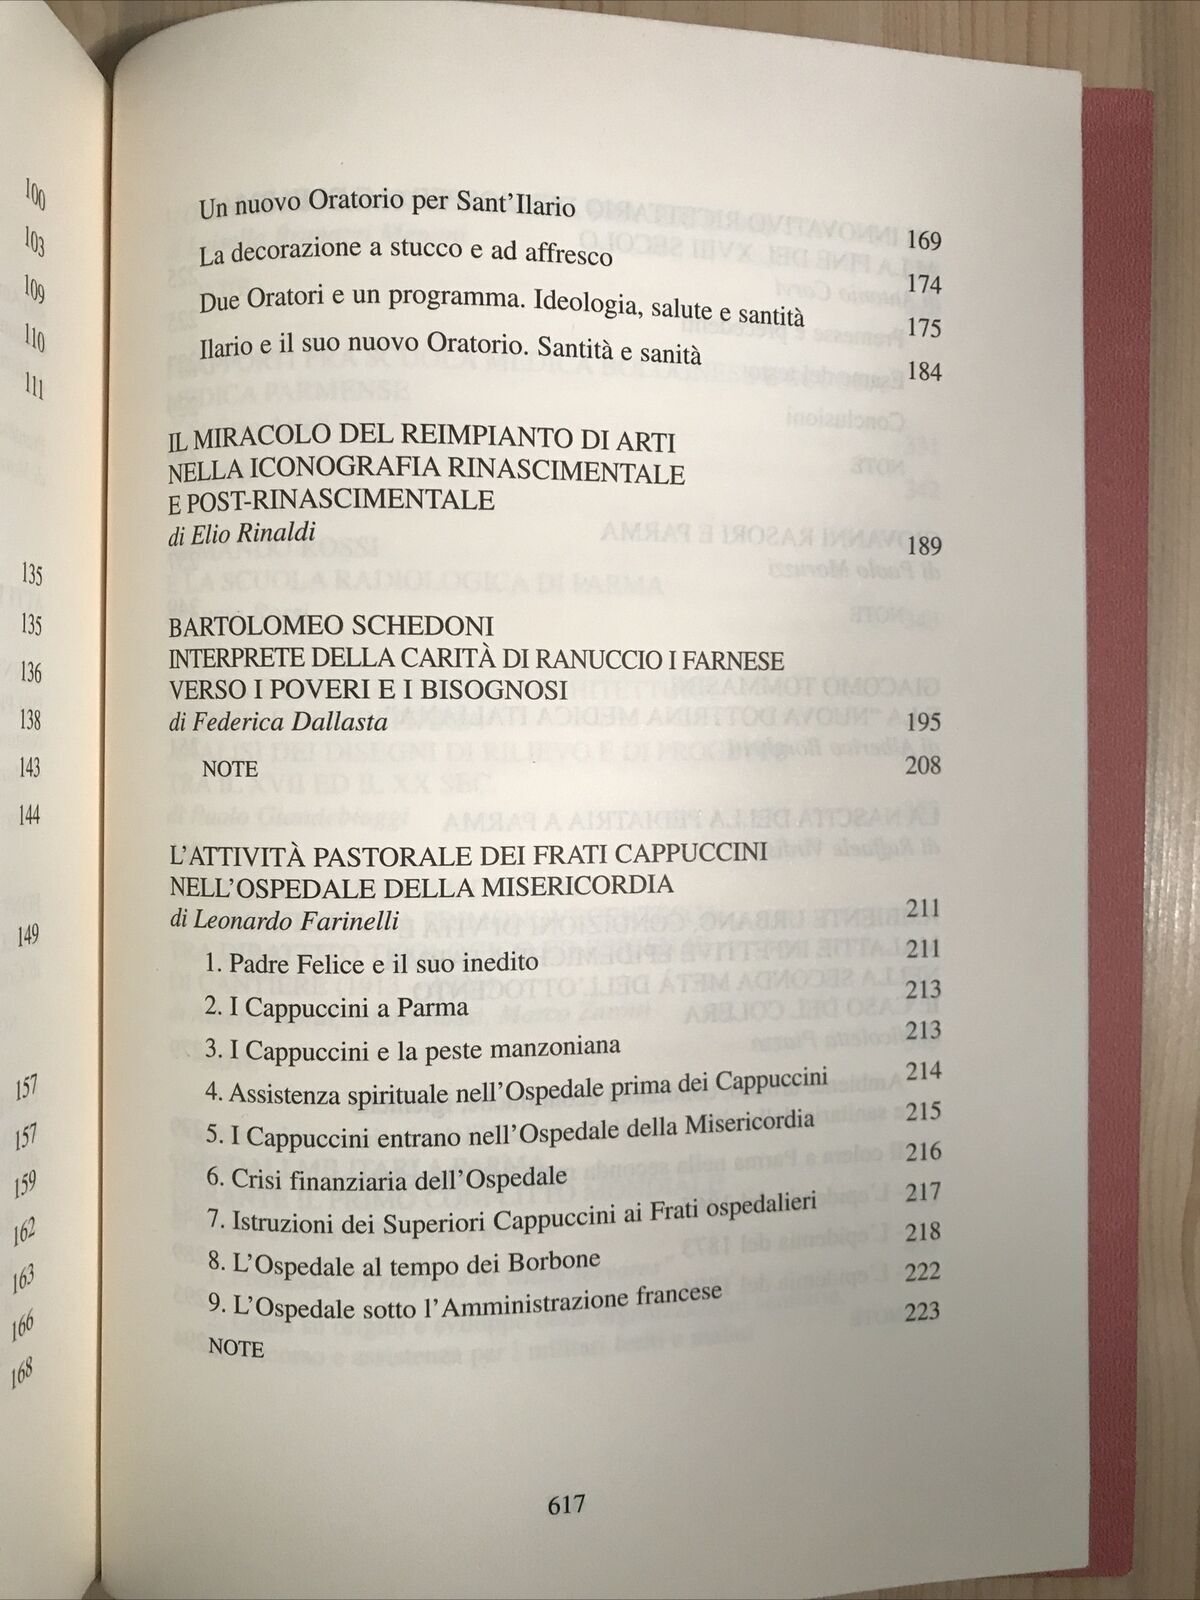 100
103
109
110
111
135
135
136
138
143
144
149
157
157
159
162
163
166
168
Un nuovo Oratorio per Sant'Ilario 169
La decorazione a stucco e ad affresco 174
Due Oratori e un programma. Ideologia, salute e santità 175
Ilario e il suo nuovo Oratorio. Santità e sanità 184
IL MIRACOLO DEL REIMPIANTO DI ARTI
NELLA ICONOGRAFIA RINASCIMENTALE
E POST-RINASCIMENTALE
di Elio Rinaldi 189
BARTOLOMEO SCHEDONI
INTERPRETE DELLA CARITÀ DI RANUCCIO I FARNESE
VERSO I POVERI E I BISOGNOSI
di Federica Dallasta 195
NOTE 208
L'ATTIVITÀ PASTORALE DEI FRATI CAPPUCCINI
NELL'OSPEDALE DELLA MISERICORDIA
di Leonardo Farinelli 211
1. Padre Felice e il suo inedito 211
2. I Cappuccini a Parma 213
3. I Cappuccini e la peste manzoniana 213
4. Assistenza spirituale nell'Ospedale prima dei Cappuccini 214
5. I Cappuccini entrano nell'Ospedale della Misericordia 215
6. Crisi finanziaria dell'Ospedale 216
7. Istruzioni dei Superiori Cappuccini ai Frati ospedalieri 217
8. L'Ospedale al tempo dei Borbone 218
9. L'Ospedale sotto l'Amministrazione francese 222
NOTE 223
617